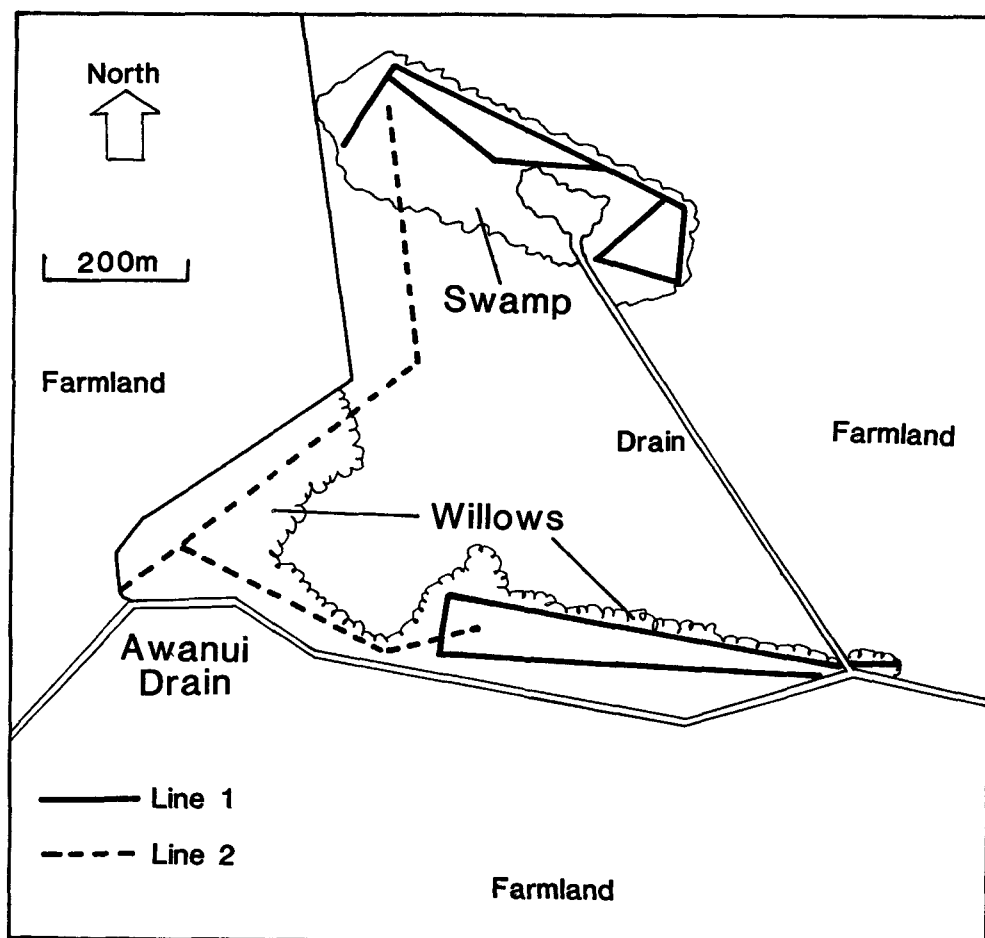 North
200m
Swamp
Farmland
Drain
Farmland
Willows
Awanui
Drain
Line 1
Line 2
Farmland